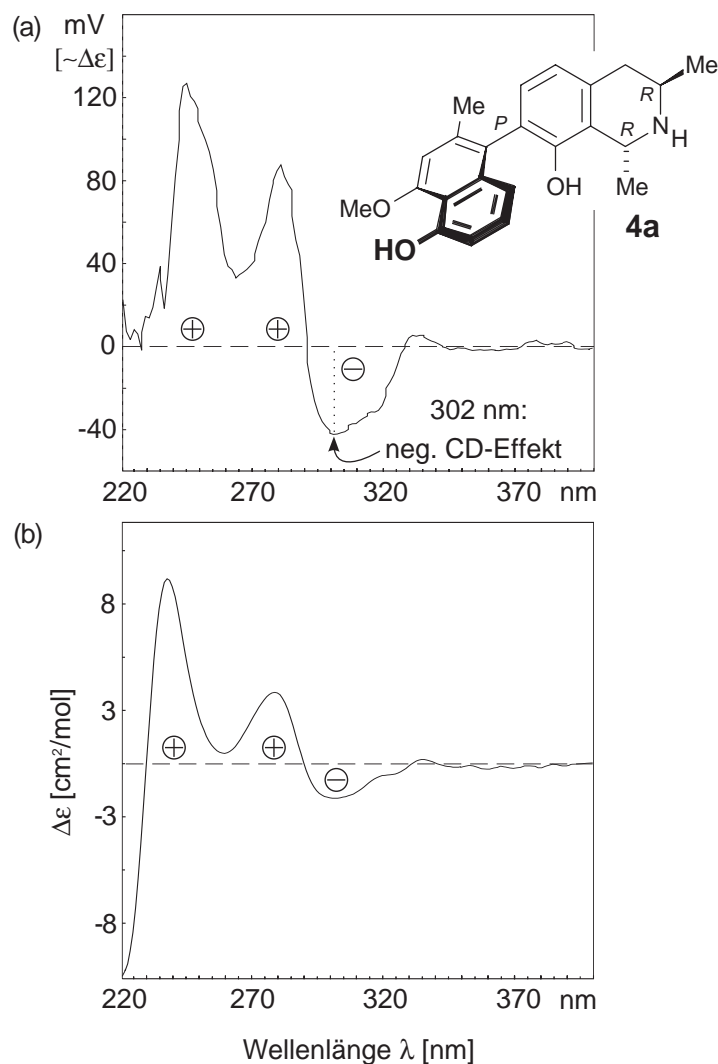 (a)
mV
[~Δε]
120
80
40
0
-40
220 270 320 370 nm
⊕ ⊕ ⊖
302 nm:
neg. CD-Effekt
Me
R
P
Me
N
H
R
OH
Me
MeO
HO
4a
(b)
8
3
-3
-8
Δε [cm²/mol]
⊕ ⊕
⊖
220 270 320 370 nm
Wellenlänge λ [nm]